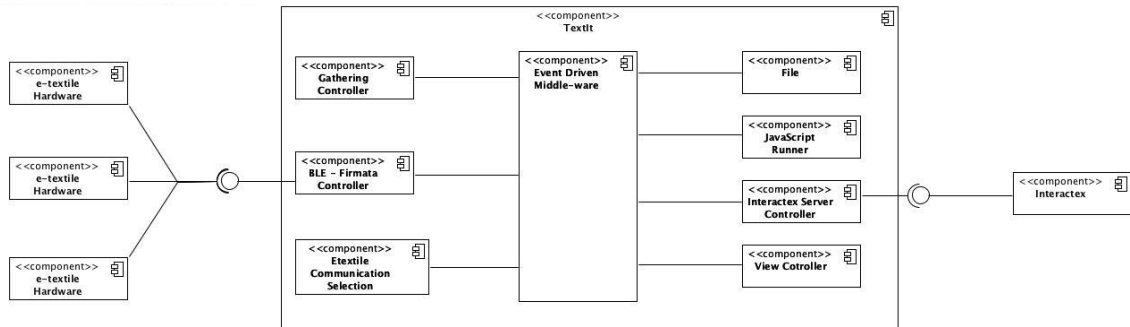 <<component>>
TextIt
<<component>>
e-textile
Hardware
<<component>>
e-textile
Hardware
<<component>>
e-textile
Hardware
<<component>>
Gathering
Controller
<<component>>
BLE - Firmata
Controller
<<component>>
Etextile
Communication
Selection
<<component>>
Event Driven
Middle-ware
<<component>>
File
<<component>>
JavaScript
Runner
<<component>>
Interactex Server
Controller
<<component>>
View Cotroller
<<component>>
Interactex